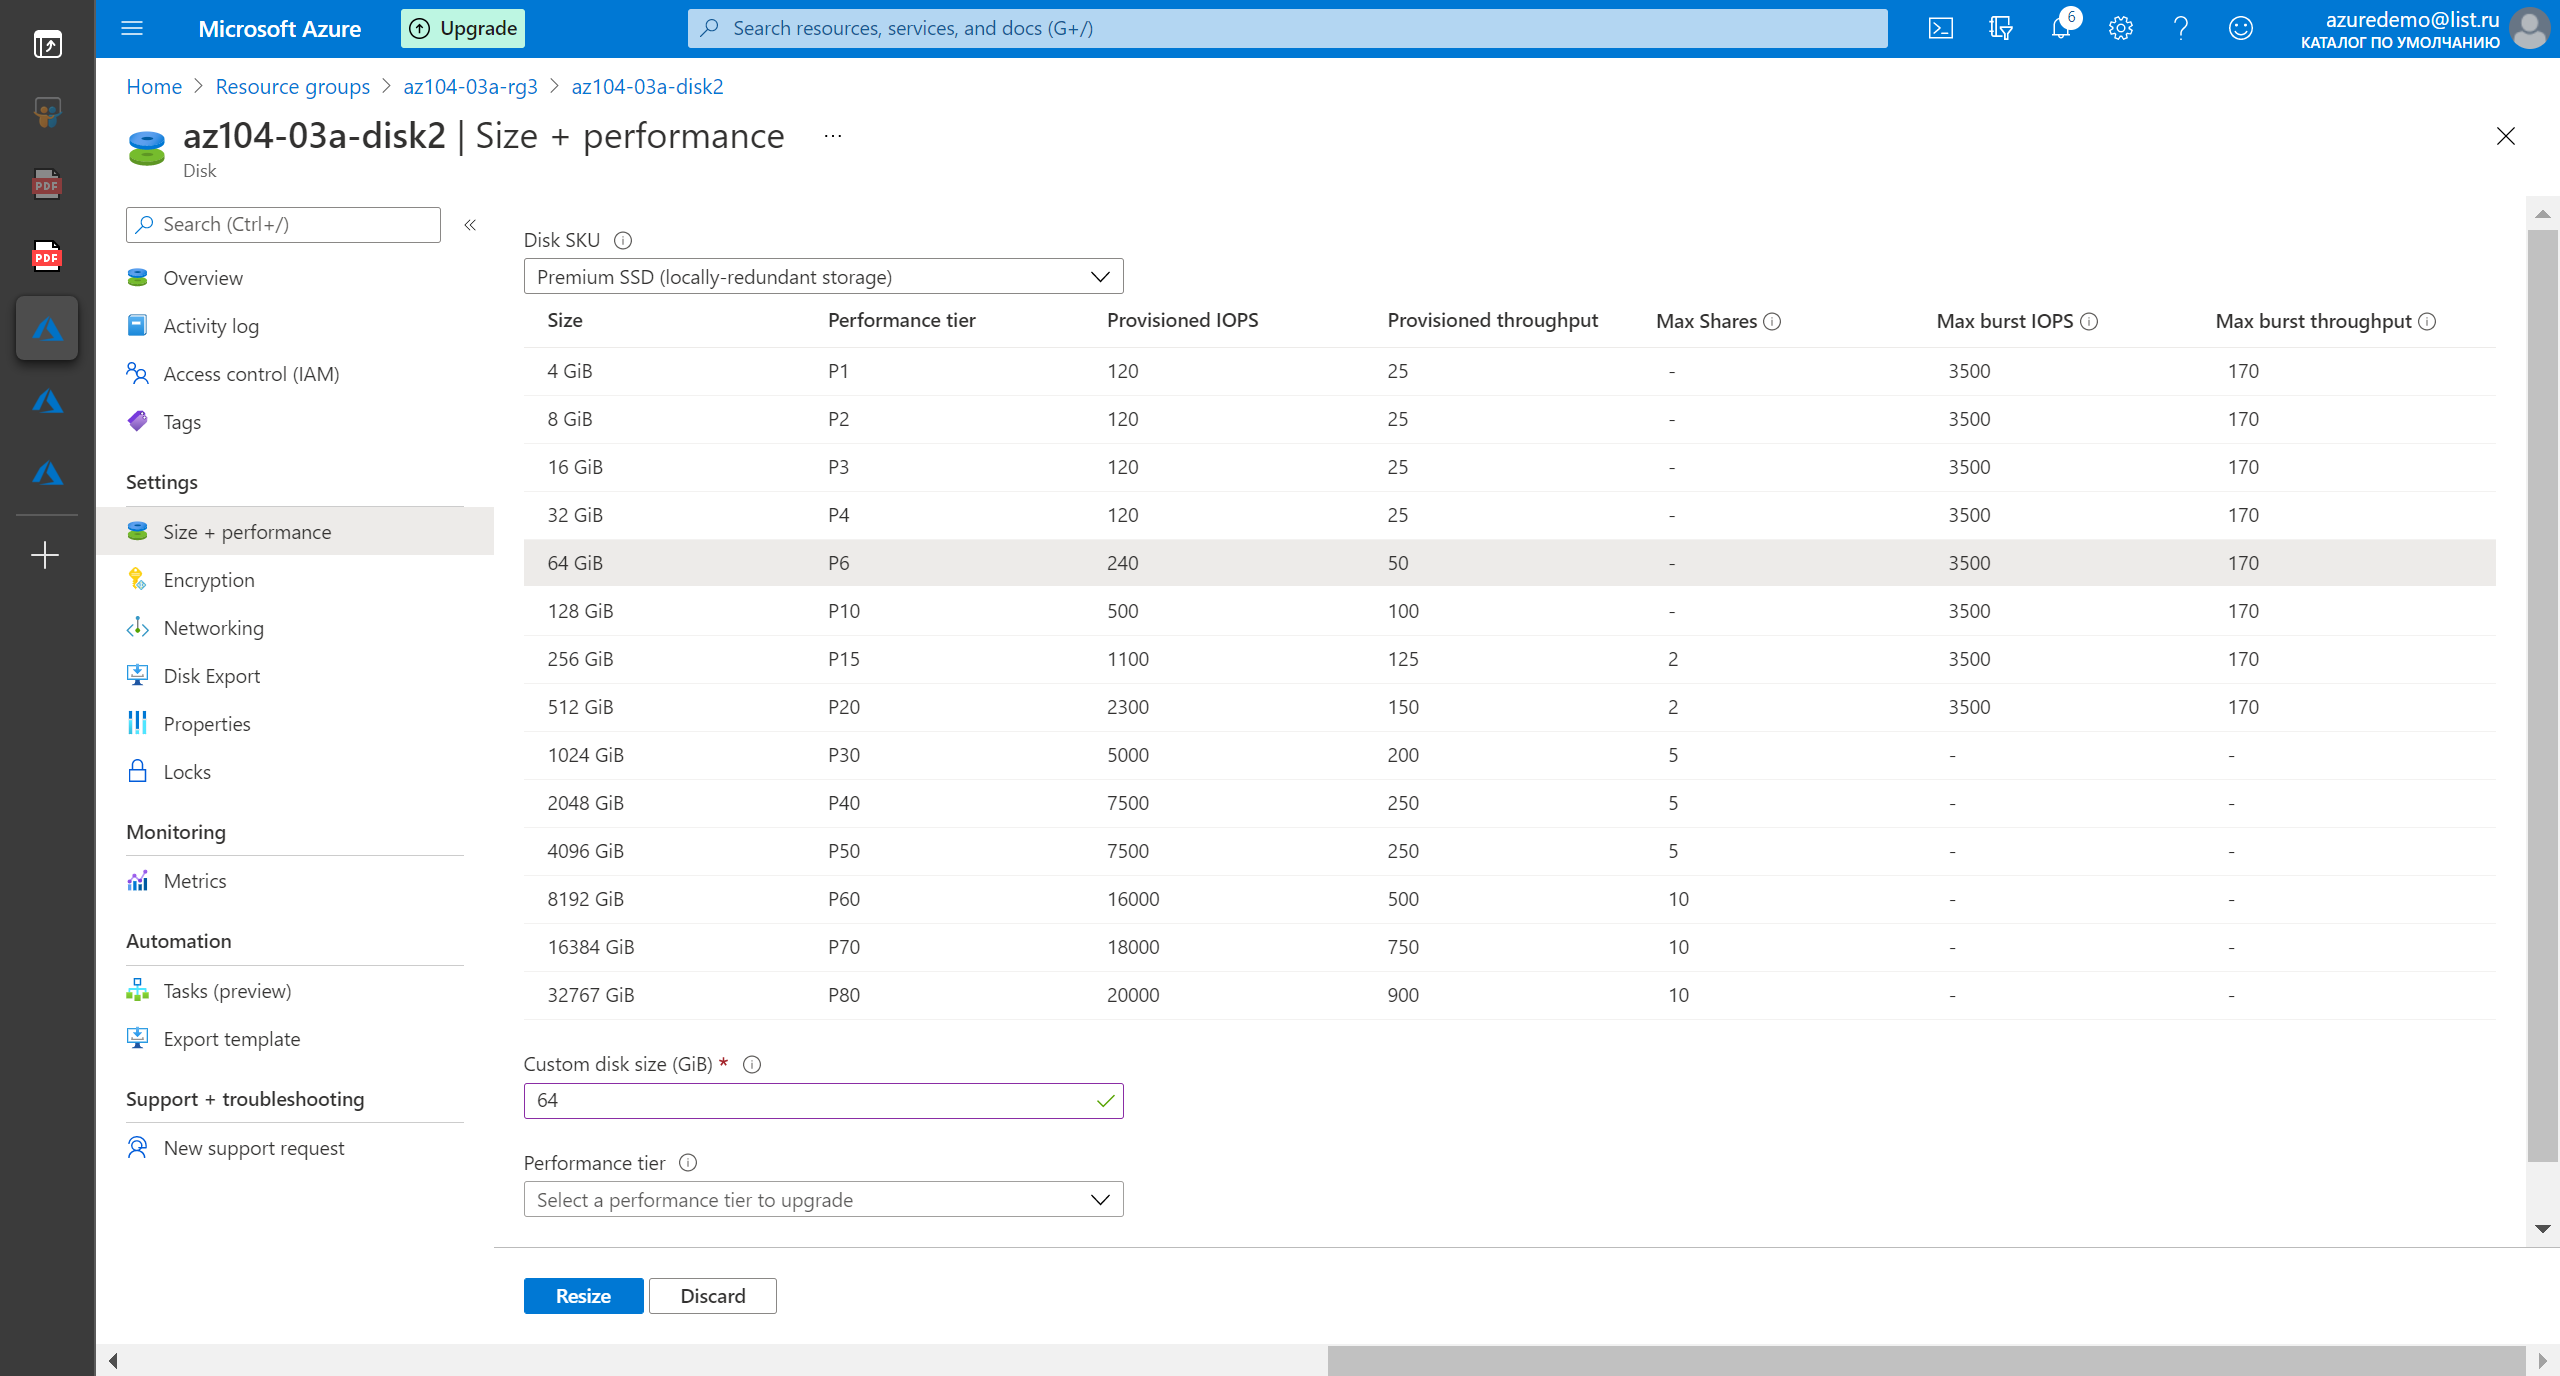 Microsoft Azure
Upgrade
Search resources, services, and docs (G+/)
6
azuredemo@list.ru
КАТАЛОГ ПО УМОЛЧАНИЮ
PDF
PDF
Home > Resource groups > az104-03a-rg3 > az104-03a-disk2
az104-03a-disk2 | Size + performance ...
Disk
Search (Ctrl+/)
Overview
Activity log
Access control (IAM)
Tags
Settings
Size + performance
Encryption
Networking
Disk Export
Properties
Locks
Monitoring
Metrics
Automation
Tasks (preview)
Export template
Support + troubleshooting
New support request
Disk SKU
Premium SSD (locally-redundant storage)
Size Performance tier Provisioned IOPS Provisioned throughput Max Shares Max burst IOPS Max burst throughput
4 GiB P1 120 25 - 3500 170
8 GiB P2 120 25 - 3500 170
16 GiB P3 120 25 - 3500 170
32 GiB P4 120 25 - 3500 170
64 GiB P6 240 50 - 3500 170
128 GiB P10 500 100 - 3500 170
256 GiB P15 1100 125 2 3500 170
512 GiB P20 2300 150 2 3500 170
1024 GiB P30 5000 200 5 - -
2048 GiB P40 7500 250 5 - -
4096 GiB P50 7500 250 5 - -
8192 GiB P60 16000 500 10 - -
16384 GiB P70 18000 750 10 - -
32767 GiB P80 20000 900 10 - -
Custom disk size (GiB) *
64
Performance tier
Select a performance tier to upgrade
Resize Discard